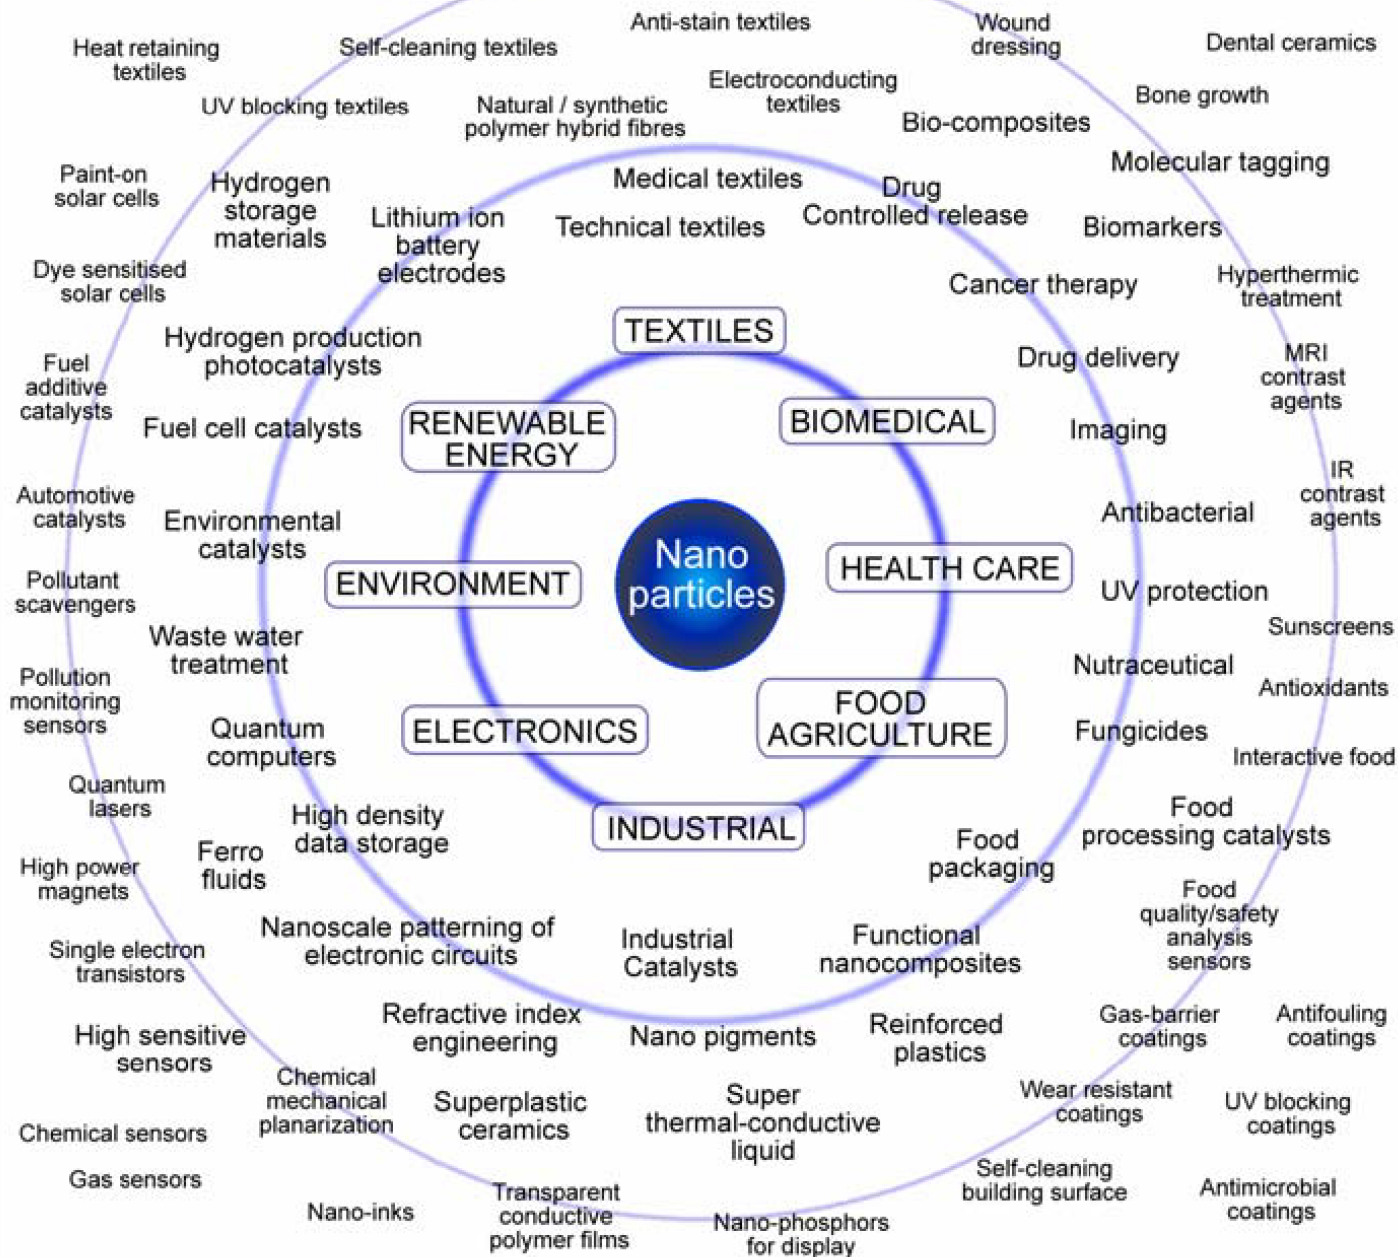 Anti-stain textiles
Wound
dressing
Heat retaining
textiles
Self-cleaning textiles
Dental ceramics
UV blocking textiles
Natural / synthetic
polymer hybrid fibres
Electroconducting
textiles
Bone growth
Bio-composites
Molecular tagging
Paint-on
solar cells
Hydrogen
storage
materials
Lithium ion
battery
electrodes
Medical textiles
Technical textiles
Drug
Controlled release
Biomarkers
Dye sensitised
solar cells
Cancer therapy
Hyperthermic
treatment
TEXTILES
Hydrogen production
photocatalysts
Drug delivery
MRI
contrast
agents
Fuel
additive
catalysts
Fuel cell catalysts
RENEWABLE
ENERGY
BIOMEDICAL
Imaging
IR
contrast
agents
Automotive
catalysts
Environmental
catalysts
Antibacterial
Nano
particles
ENVIRONMENT
HEALTH CARE
Pollutant
scavengers
UV protection
Sunscreens
Waste water
treatment
Nutraceutical
Antioxidants
Pollution
monitoring
sensors
Quantum
computers
ELECTRONICS
FOOD
AGRICULTURE
Fungicides
Interactive food
Quantum
lasers
High density
data storage
INDUSTRIAL
Food
processing catalysts
Ferro
fluids
Food
packaging
High power
magnets
Food
quality/safety
analysis
sensors
Nanoscale patterning of
electronic circuits
Industrial
Catalysts
Functional
nanocomposites
Single electron
transistors
High sensitive
sensors
Refractive index
engineering
Nano pigments
Reinforced
plastics
Gas-barrier
coatings
Antifouling
coatings
Chemical
mechanical
planarization
Superplastic
ceramics
Super
thermal-conductive
liquid
Wear resistant
coatings
UV blocking
coatings
Chemical sensors
Gas sensors
Self-cleaning
building surface
Antimicrobial
coatings
Nano-inks
Transparent
conductive
polymer films
Nano-phosphors
for display